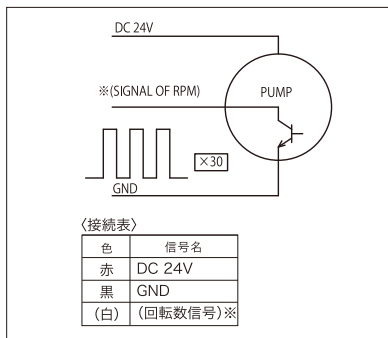 DC 24V
※(SIGNAL OF RPM)
PUMP
×30
GND
〈接続表〉
色 信号名
赤 DC 24V
黒 GND
(白) (回転数信号)※